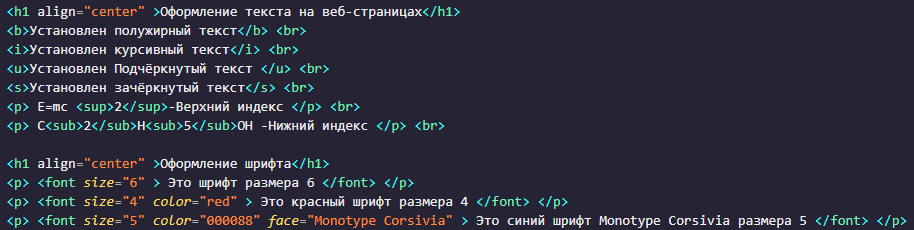 <h1 align="center" >Оформление текста на веб-страницах</h1>
<b>Установлен полужирный текст</b> <br>
<i>Установлен курсивный текст</i> <br>
<u>Установлен Подчёркнутый текст </u> <br>
<s>Установлен зачёркнутый текст</s> <br>
<p> E=mc <sup>2</sup>-Верхний индекс </p> <br>
<p> C<sub>2</sub>H<sub>5</sub>OH -Нижний индекс </p> <br>
<h1 align="center" >Оформление шрифта</h1>
<p> <font size="6" > Это шрифт размера 6 </font> </p>
<p> <font size="4" color="red" > Это красный шрифт размера 4 </font> </p>
<p> <font size="5" color="000088" face="Monotype Corsivia" > Это синий шрифт Monotype Corsivia размера 5 </font> </p>